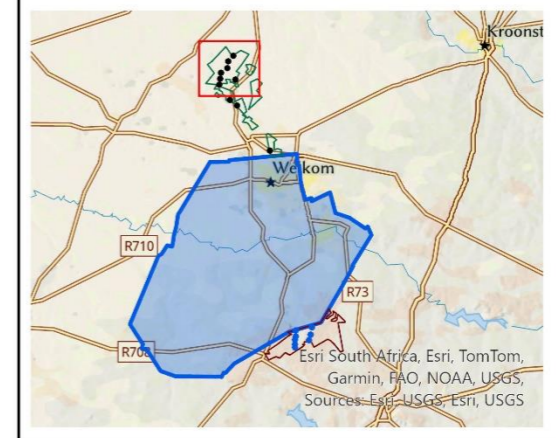 Kroonst
Welkom
R710
R73
R708
Esri South Africa, Esri, TomTom,
Garmin, FAO, NOAA, USGS,
Sources: Esri, USGS, Esri, USGS